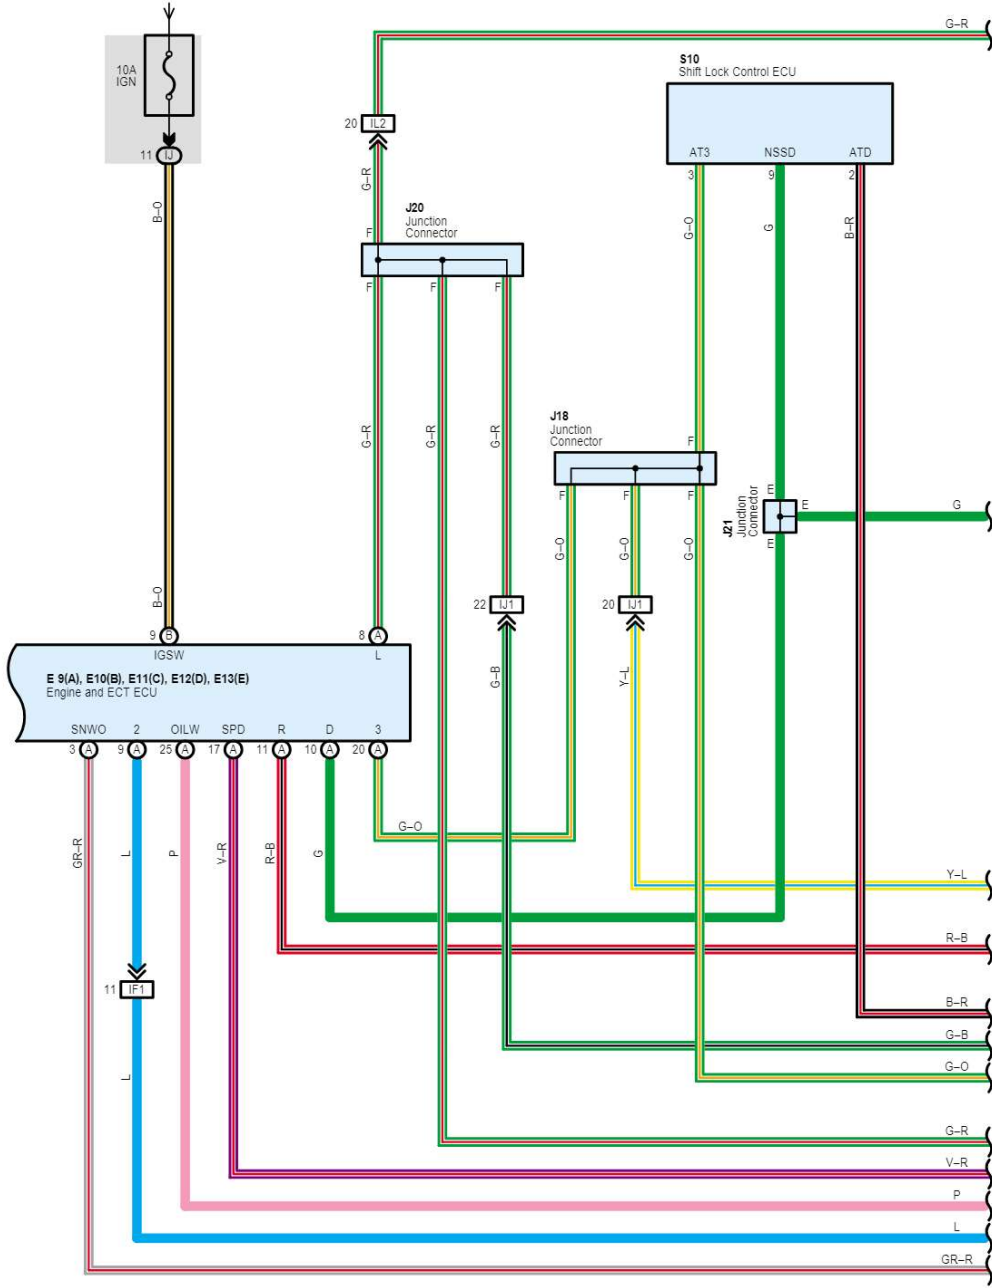 G–R
10A
IGN
S10
Shift Lock Control ECU
20 IL2
11 IJ
AT3 NSSD ATD
3 9 2
G–R
B–O
J20
Junction
Connector
F
G–O
G
B–R
F F F
G–R
G–R
G–R
J18
Junction
Connector
F
F F F
E
E
G
J21
Junction
Connector
E
G–O
G–O
G–O
B–O
22 IJ1
20 IJ1
9 B
8 A
IGSW L
E 9(A), E10(B), E11(C), E12(D), E13(E)
Engine and ECT ECU
G–B
Y–L
SNWO 2 OILW SPD R D 3
3 A 9 A 25 A 17 A 11 A 10 A 20 A
G–O
GR–R
L
P
V–R
R–B
G
Y–L
R–B
11 IF1
B–R
G–B
G–O
L
G–R
V–R
P
L
GR–R